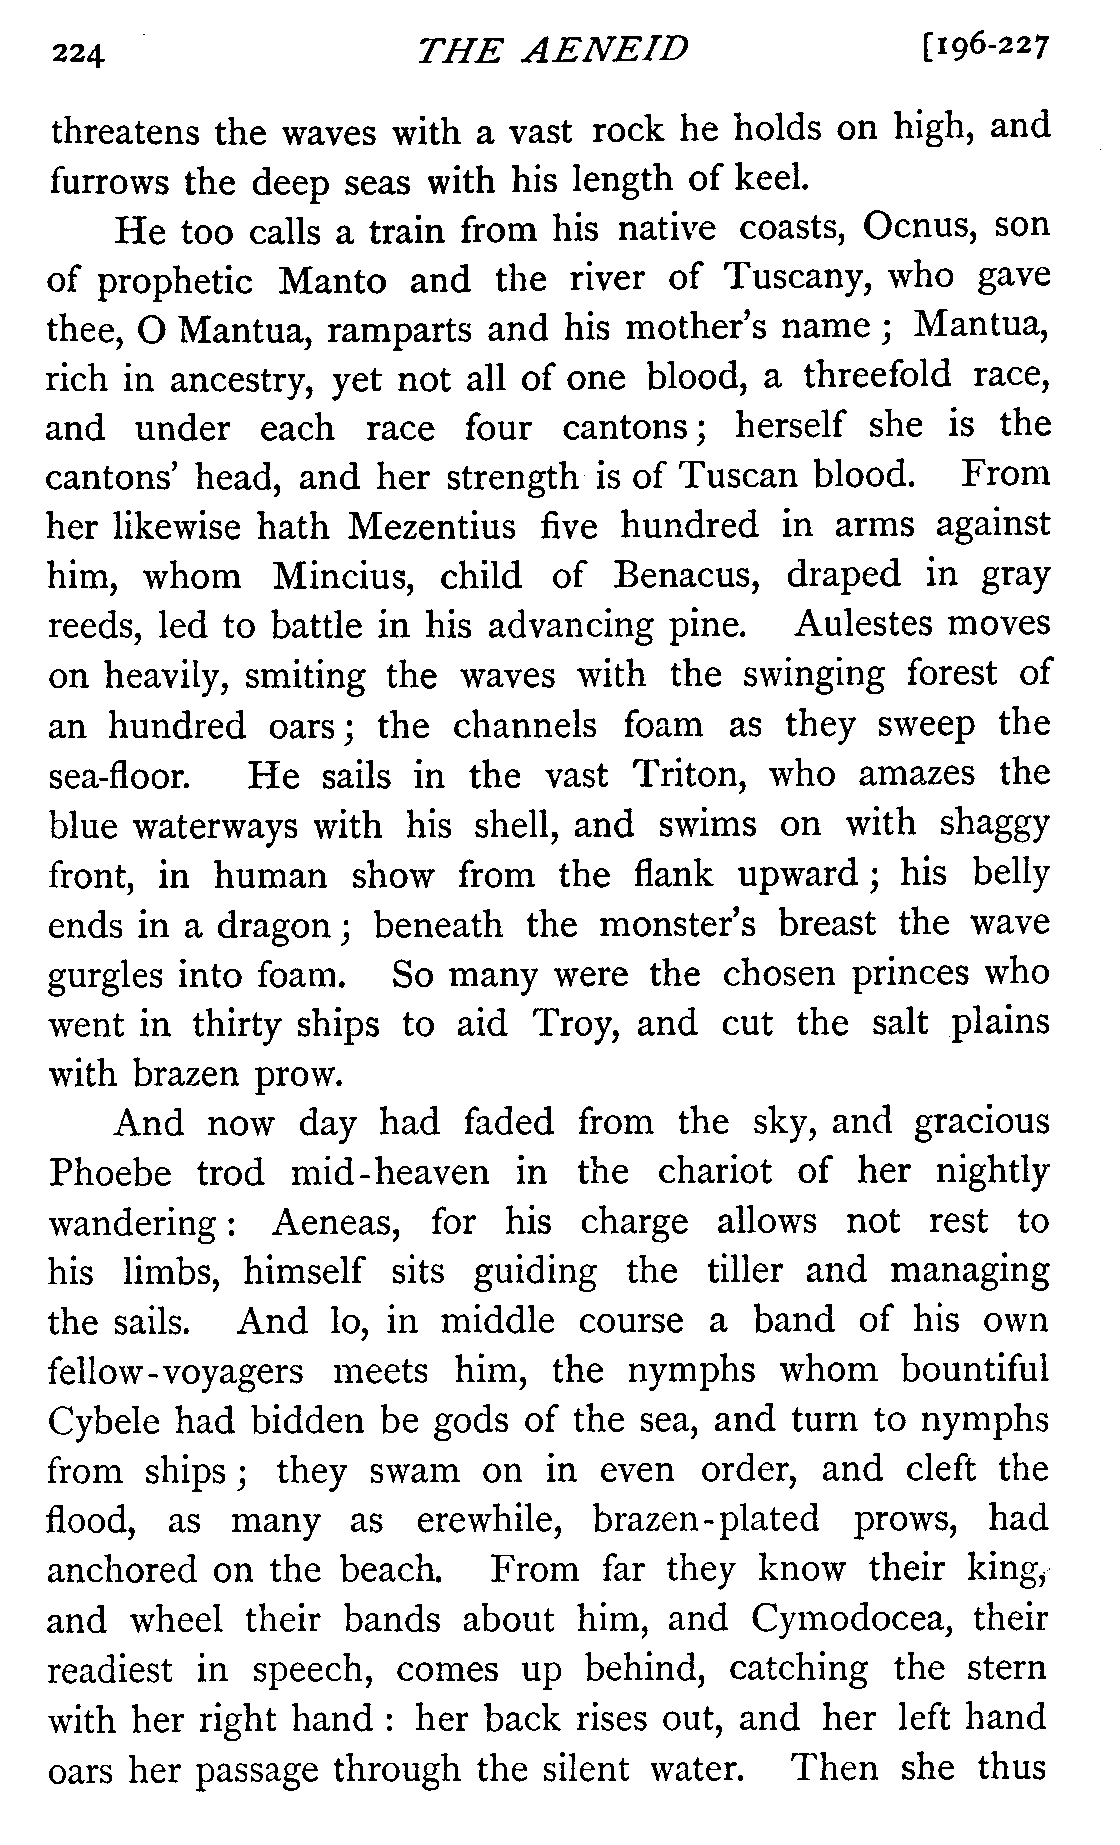 224 THE AENEID [196-227
threatens the waves with a vast rock he holds on high, and
furrows the deep seas with his length of keel.
He too calls a train from his native coasts, Ocnus, son
of prophetic Manto and the river of Tuscany, who gave
thee, O Mantua, ramparts and his mother's name ; Mantua,
rich in ancestry, yet not all of one blood, a threefold race,
and under each race four cantons ; herself she is the
cantons' head, and her strength is of Tuscan blood. From
her likewise hath Mezentius five hundred in arms against
him, whom Mincius, child of Benacus, draped in gray
reeds, led to battle in his advancing pine. Aulestes moves
on heavily, smiting the waves with the swinging forest of
an hundred oars ; the channels foam as they sweep the
sea-floor. He sails in the vast Triton, who amazes the
blue waterways with his shell, and swims on with shaggy
front, in human show from the flank upward ; his belly
ends in a dragon ; beneath the monster's breast the wave
gurgles into foam. So many were the chosen princes who
went in thirty ships to aid Troy, and cut the salt plains
with brazen prow.
And now day had faded from the sky, and gracious
Phoebe trod mid-heaven in the chariot of her nightly
wandering : Aeneas, for his charge allows not rest to
his limbs, himself sits guiding the tiller and managing
the sails. And lo, in middle course a band of his own
fellow-voyagers meets him, the nymphs whom bountiful
Cybele had bidden be gods of the sea, and turn to nymphs
from ships ; they swam on in even order, and cleft the
flood, as many as erewhile, brazen-plated prows, had
anchored on the beach. From far they know their king,
and wheel their bands about him, and Cymodocea, their
readiest in speech, comes up behind, catching the stern
with her right hand : her back rises out, and her left hand
oars her passage through the silent water. Then she thus